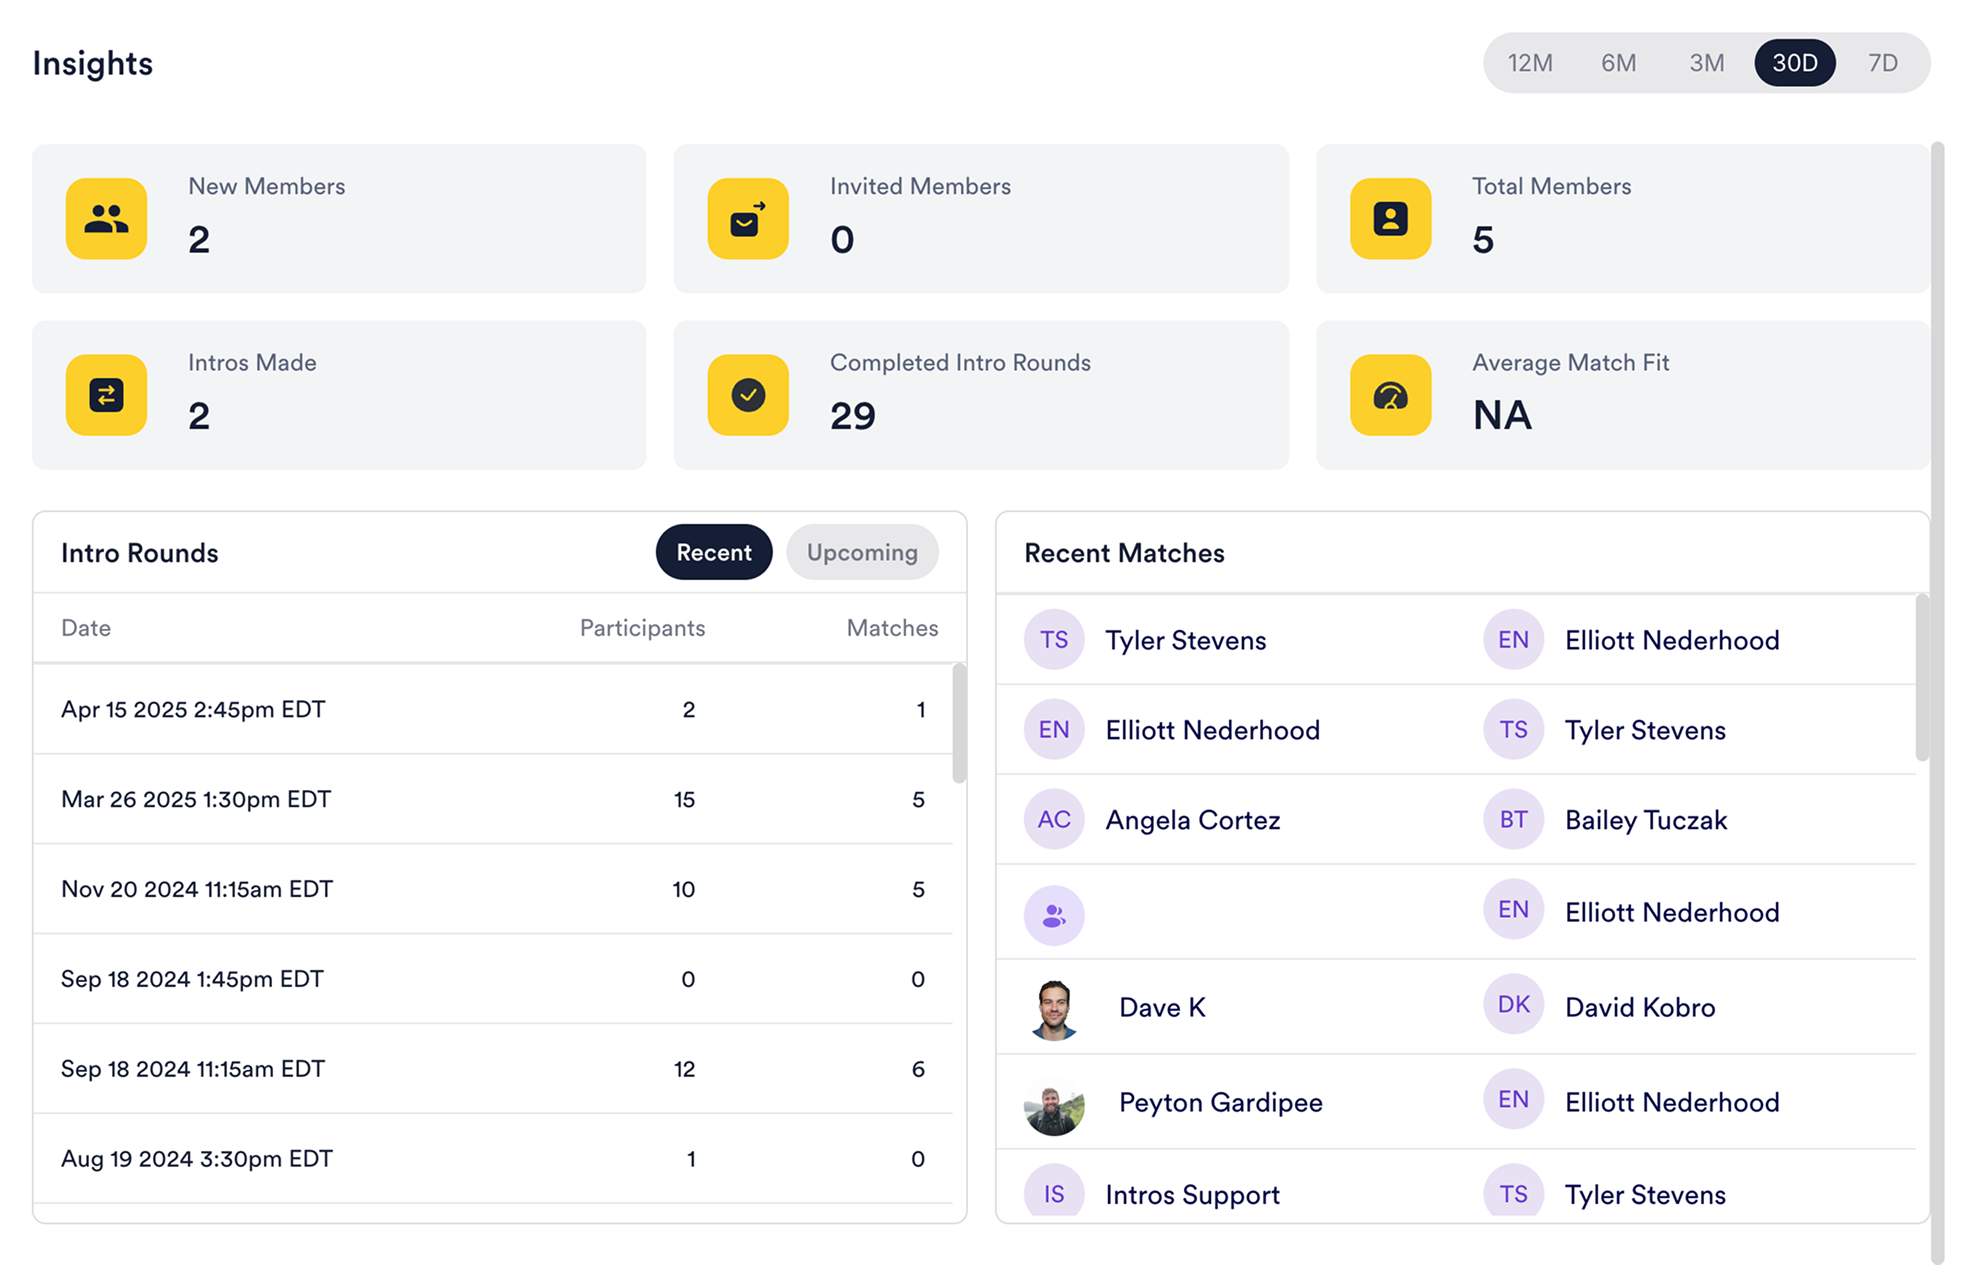 Insights
12M 6M 3M 30D 7D
New Members
2
Invited Members
0
Total Members
5
Intros Made
2
Completed Intro Rounds
29
Average Match Fit
NA
Intro Rounds
Recent Upcoming
Date Participants Matches
Apr 15 2025 2:45pm EDT 2 1
Mar 26 2025 1:30pm EDT 15 5
Nov 20 2024 11:15am EDT 10 5
Sep 18 2024 1:45pm EDT 0 0
Sep 18 2024 11:15am EDT 12 6
Aug 19 2024 3:30pm EDT 1 0
Recent Matches
TS Tyler Stevens EN Elliott Nederhood
EN Elliott Nederhood TS Tyler Stevens
AC Angela Cortez BT Bailey Tuczak
EN Elliott Nederhood
Dave K DK David Kobro
Peyton Gardipee EN Elliott Nederhood
IS Intros Support TS Tyler Stevens